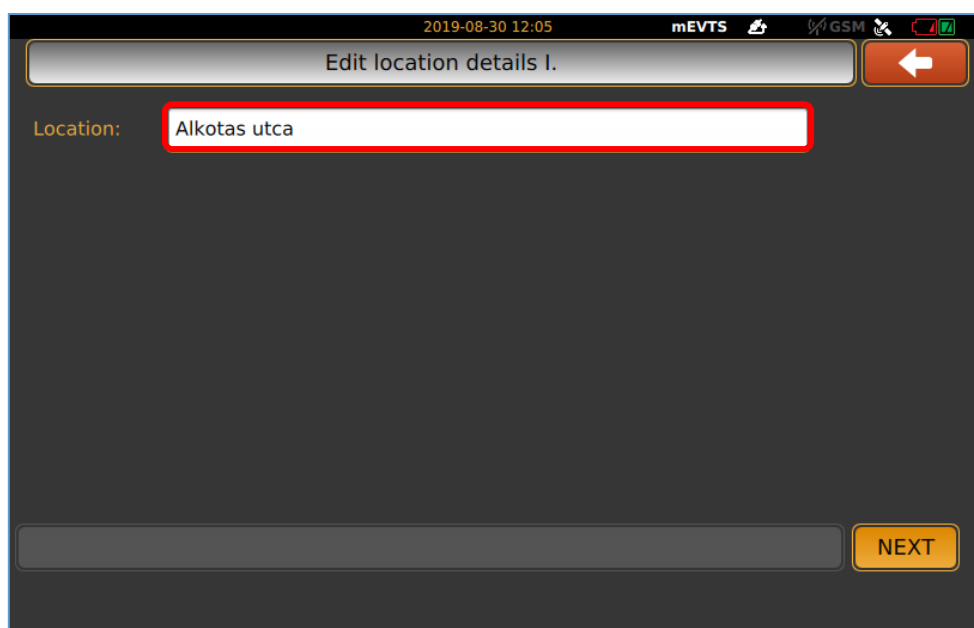 2019-08-30 12:05 mEVTS GSM
Edit location details I.
Location: Alkotas utca
NEXT